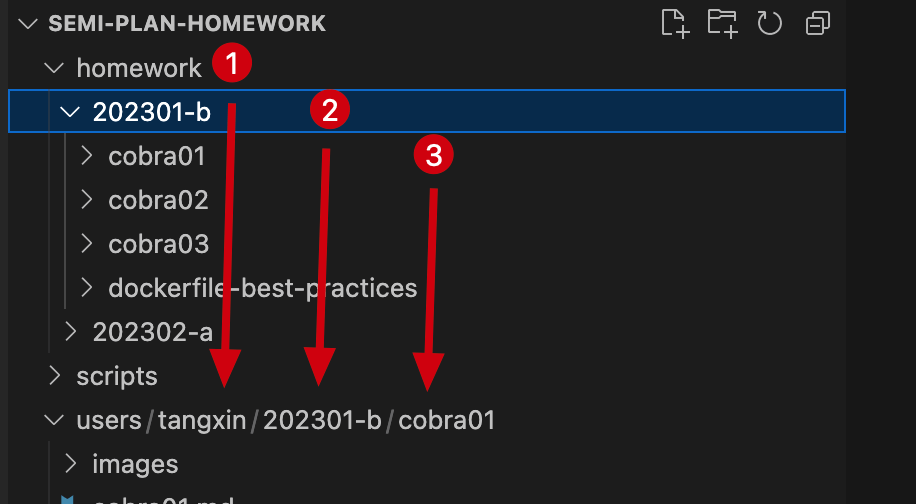 SEMI-PLAN-HOMEWORK
homework 1
202301-b 2
cobra01 3
cobra02
cobra03
dockerfile-best-practices
202302-a
scripts
users/tangxin/202301-b/cobra01
images
cobra01.md